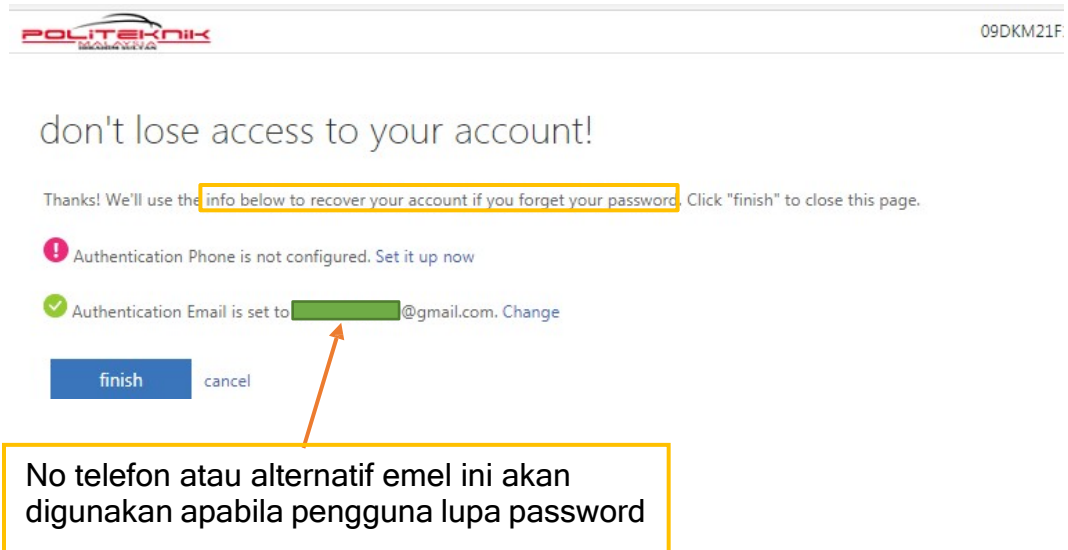 POLITEKNIK
MALAYSIA
IBRAHIM SULTAN
09DKM21F
don't lose access to your account!
Thanks! We'll use the info below to recover your account if you forget your password. Click "finish" to close this page.
Authentication Phone is not configured. Set it up now
Authentication Email is set to @gmail.com. Change
finish cancel
No telefon atau alternatif emel ini akan
digunakan apabila pengguna lupa password